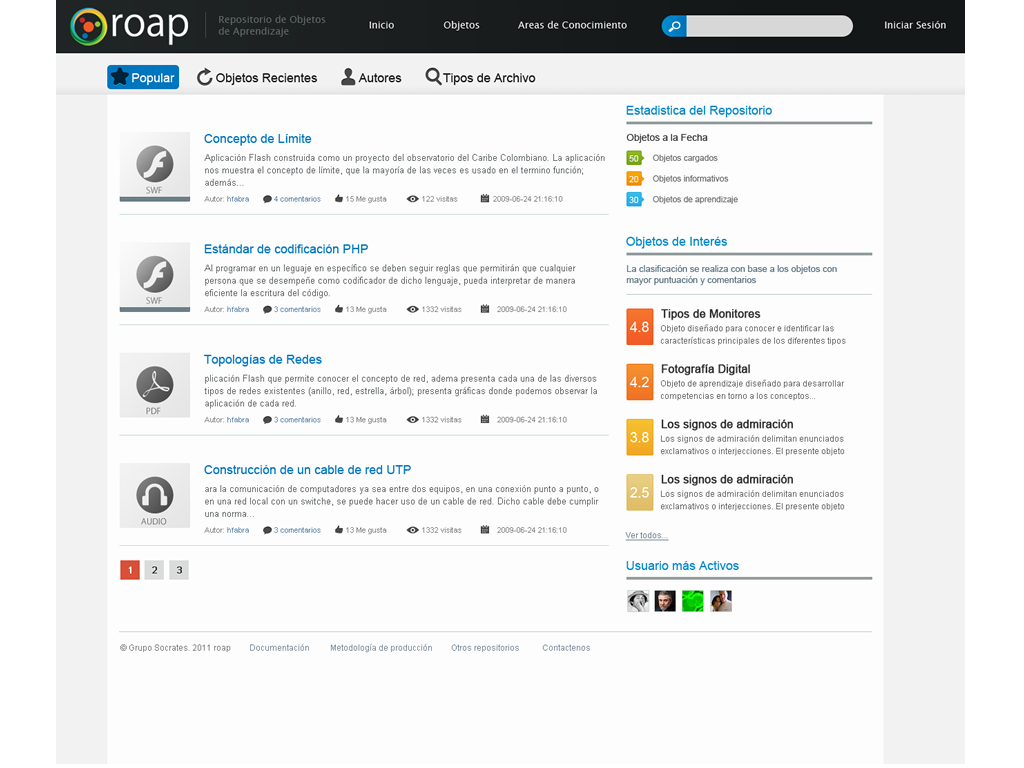 roap
Repositorio de Objetos
de Aprendizaje
Inicio
Objetos
Areas de Conocimiento
Iniciar Sesión
Popular
Objetos Recientes
Autores
Tipos de Archivo
SWF
Concepto de Límite
Aplicación Flash construida como un proyecto del observatorio del Caribe Colombiano. La aplicación
nos muestra el concepto de límite, que la mayoría de las veces es usado en el termino función;
además...
Autor: hfabra 4 comentarios 15 Me gusta 122 visitas 2009-06-24 21:16:10
SWF
Estándar de codificación PHP
Al programar en un leguaje en específico se deben seguir reglas que permitirán que cualquier
persona que se desempeñe como codificador de dicho lenguaje, pueda interpretar de manera
eficiente la escritura del código.
Autor: hfabra 3 comentarios 13 Me gusta 1332 visitas 2009-06-24 21:16:10
PDF
Topologías de Redes
plicación Flash que permite conocer el concepto de red, adema presenta cada una de las diversos
tipos de redes existentes (anillo, red, estrella, árbol); presenta gráficas donde podemos observar la
aplicación de cada red.
Autor: hfabra 3 comentarios 13 Me gusta 1332 visitas 2009-06-24 21:16:10
AUDIO
Construcción de un cable de red UTP
ara la comunicación de computadores ya sea entre dos equipos, en una conexión punto a punto, o
en una red local con un switche, se puede hacer uso de un cable de red. Dicho cable debe cumplir
una norma...
Autor: hfabra 3 comentarios 13 Me gusta 1332 visitas 2009-06-24 21:16:10
1 2 3
Estadistica del Repositorio
Objetos a la Fecha
50 Objetos cargados
20 Objetos informativos
30 Objetos de aprendizaje
Objetos de Interés
La clasificación se realiza con base a los objetos con
mayor puntuación y comentarios
4.8
Tipos de Monitores
Objeto diseñado para conocer e identificar las
características principales de los diferentes tipos
4.2
Fotografía Digital
Objeto de aprendizaje diseñado para desarrollar
competencias en torno a los conceptos...
3.8
Los signos de admiración
Los signos de admiración delimitan enunciados
exclamativos o interjecciones. El presente objeto
2.5
Los signos de admiración
Los signos de admiración delimitan enunciados
exclamativos o interjecciones. El presente objeto
Ver todos...
Usuario más Activos
© Grupo Socrates. 2011 roap
Documentación
Metodología de producción
Otros repositorios
Contactenos